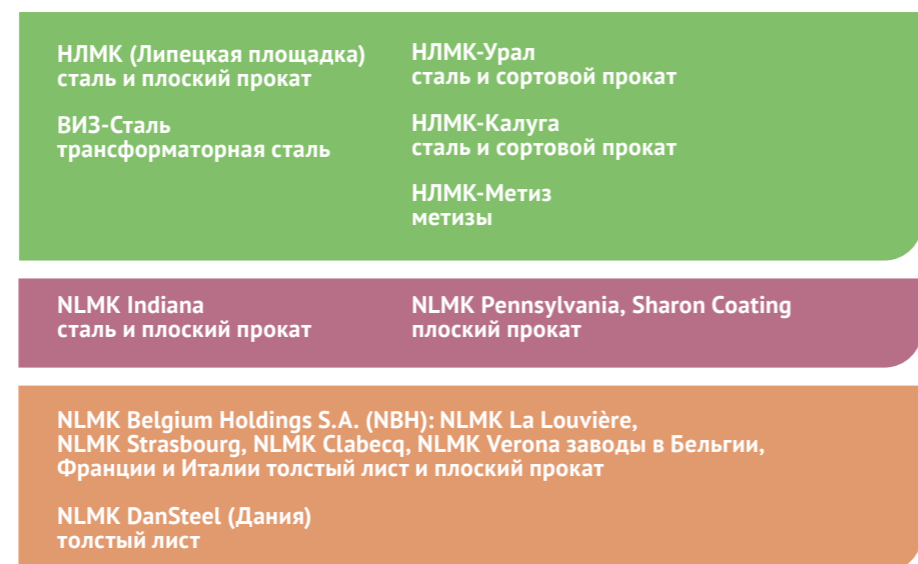 НЛМК (Липецкая площадка)
сталь и плоский прокат
ВИЗ-Сталь
трансформаторная сталь
НЛМК-Урал
сталь и сортовой прокат
НЛМК-Калуга
сталь и сортовой прокат
НЛМК-Метиз
метизы
NLMK Indiana
сталь и плоский прокат
NLMK Pennsylvania, Sharon Coating
плоский прокат
NLMK Belgium Holdings S.A. (NBH): NLMK La Louvière,
NLMK Strasbourg, NLMK Clabecq, NLMK Verona заводы в Бельгии,
Франции и Италии толстый лист и плоский прокат
NLMK DanSteel (Дания)
толстый лист